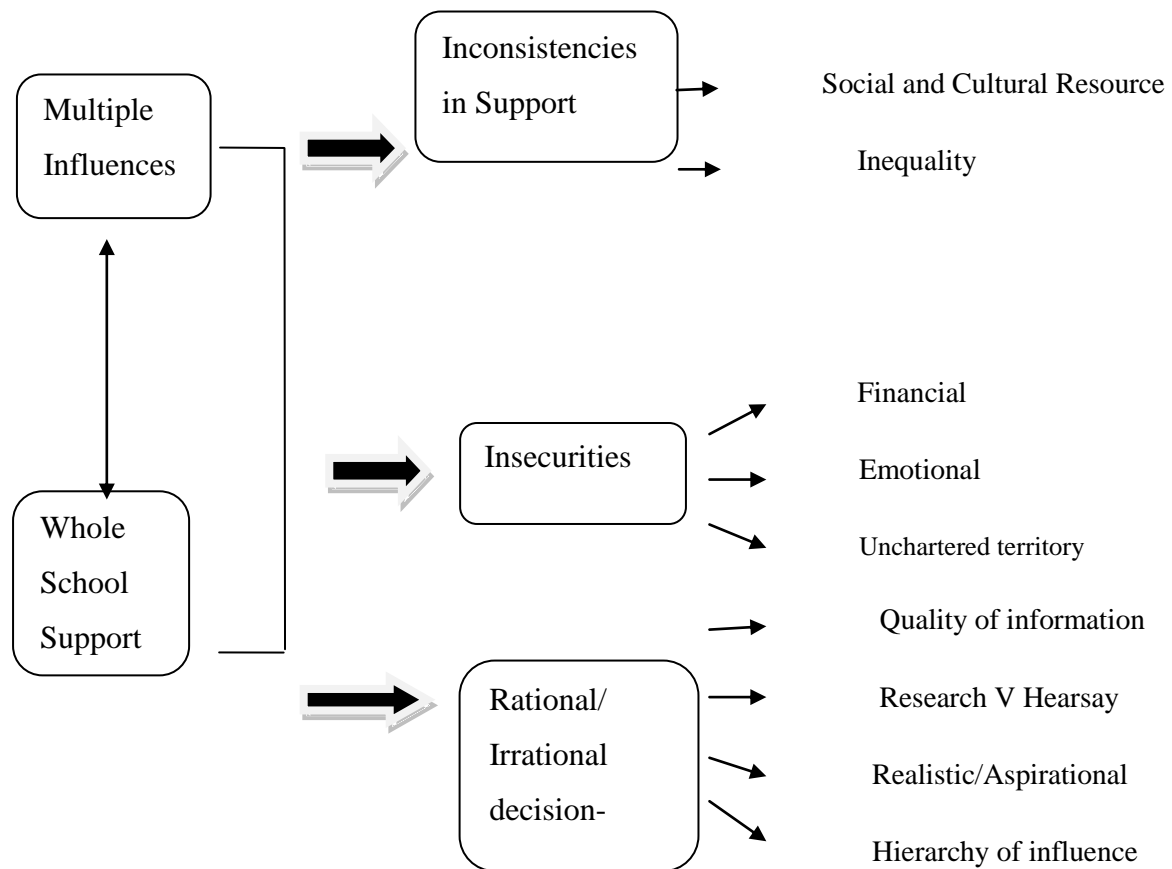 Multiple
Influences
Whole
School
Support
Inconsistencies
in Support
Social and Cultural Resource
Inequality
Insecurities
Financial
Emotional
Unchartered territory
Rational/
Irrational
decision-
Quality of information
Research V Hearsay
Realistic/Aspirational
Hierarchy of influence